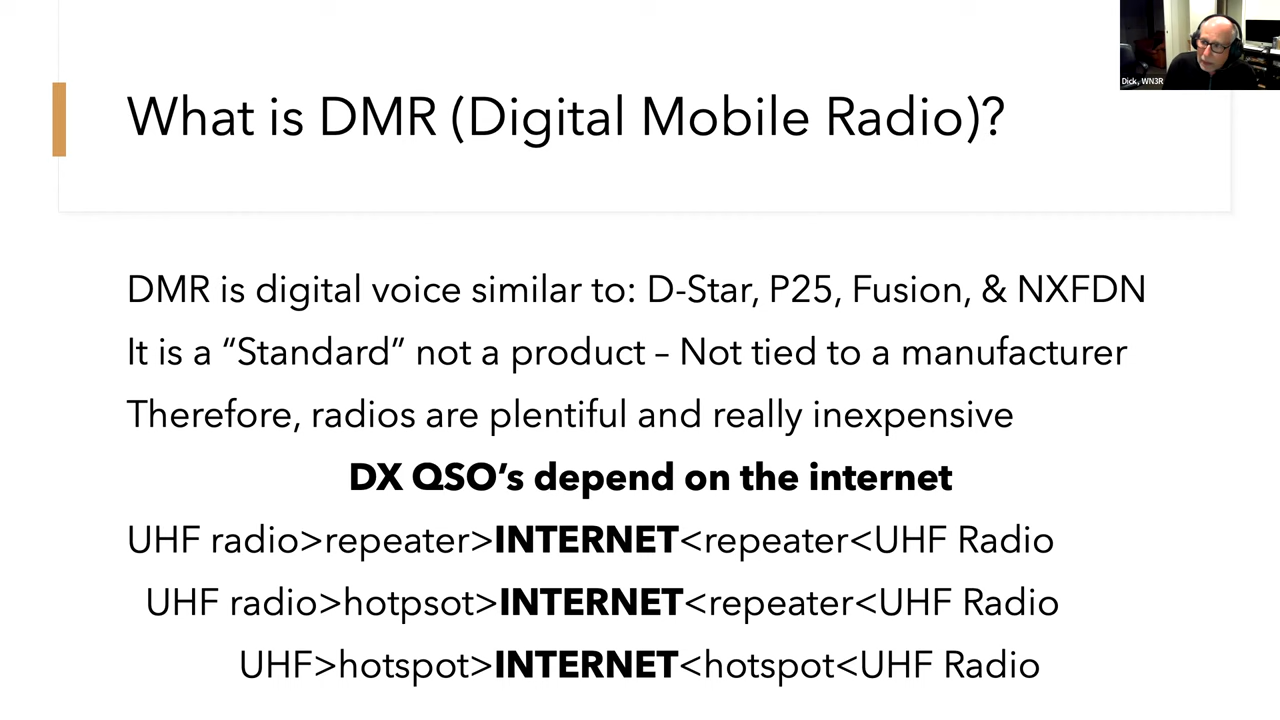 Dick, WN3R
What is DMR (Digital Mobile Radio)?
DMR is digital voice similar to: D-Star, P25, Fusion, & NXFDN
It is a “Standard” not a product – Not tied to a manufacturer
Therefore, radios are plentiful and really inexpensive
DX QSO’s depend on the internet
UHF radio>repeater>INTERNET<repeater<UHF Radio
UHF radio>hotpsot>INTERNET<repeater<UHF Radio
UHF>hotspot>INTERNET<hotspot<UHF Radio